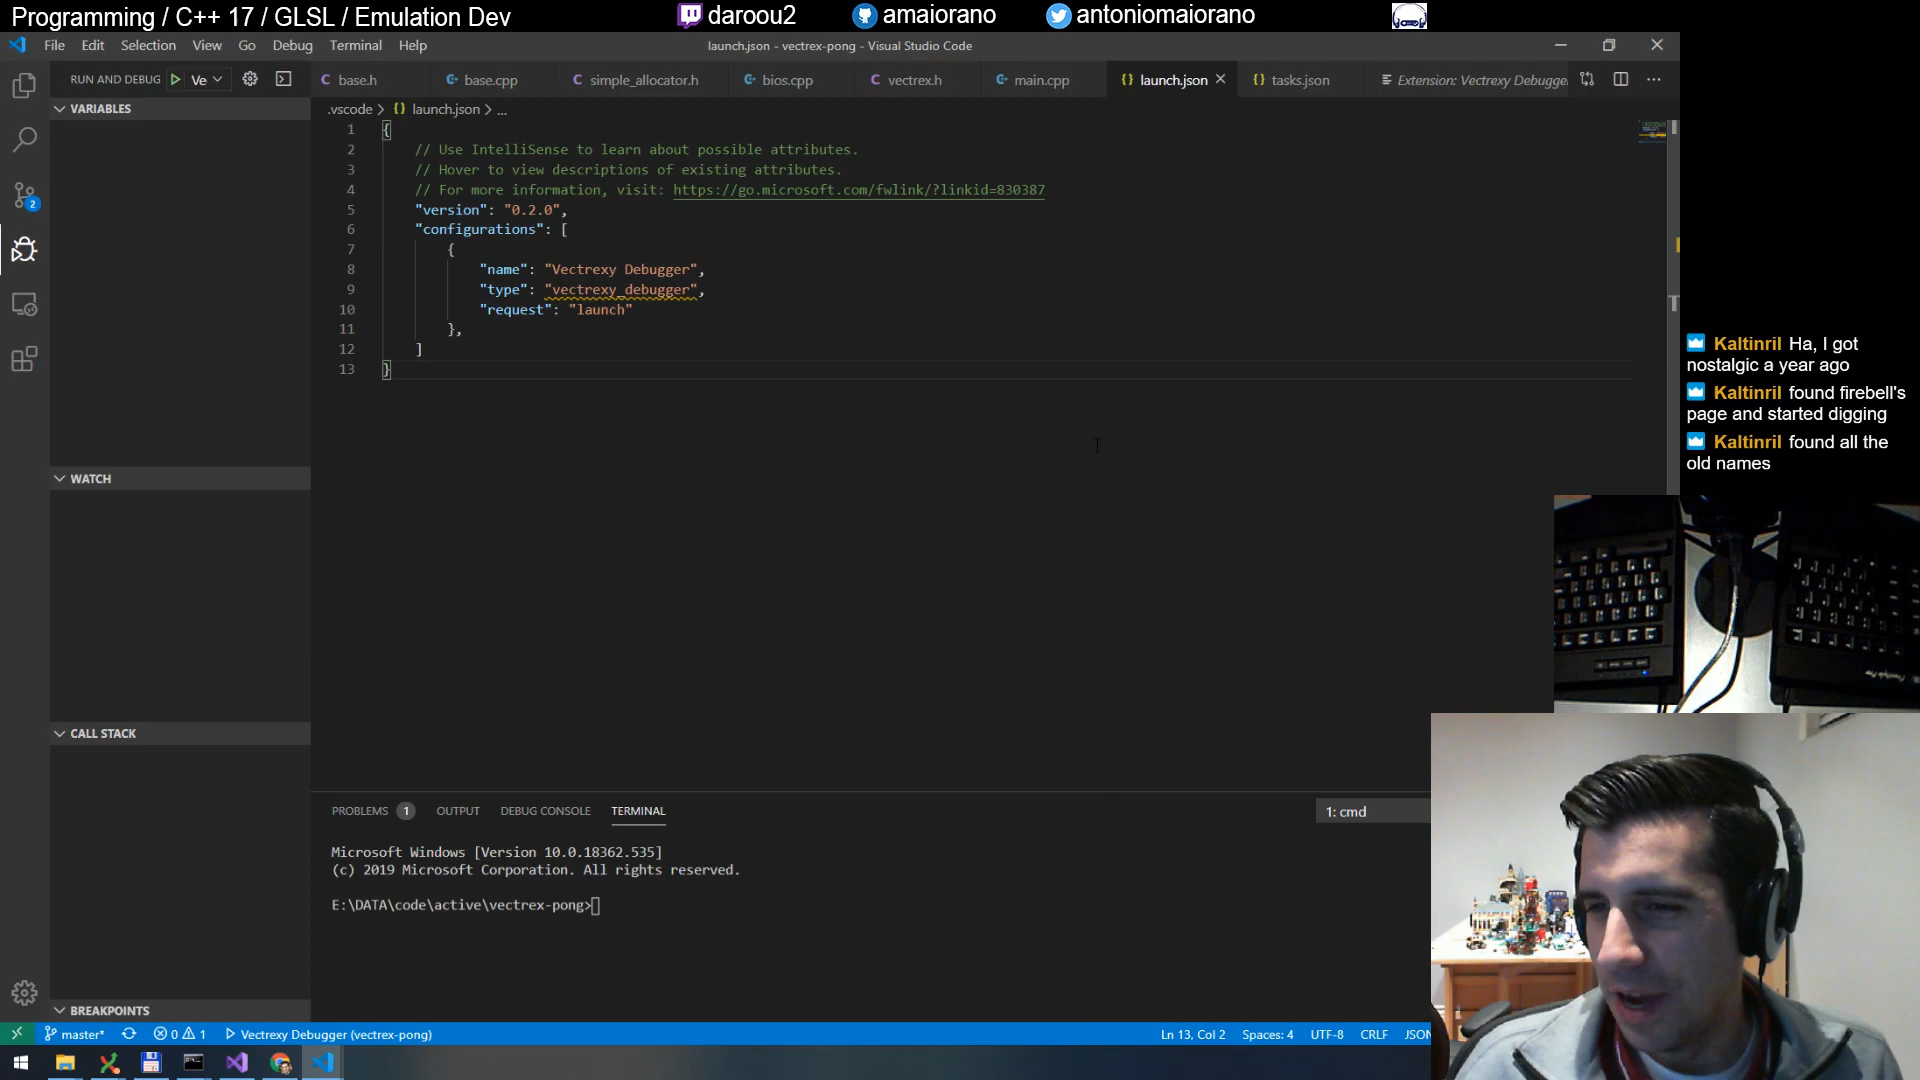 Programming / C++ 17 / GLSL / Emulation Dev
daroou2
amaiorano
antoniomaiorano
File Edit Selection View Go Debug Terminal Help
launch.json - vectrex-pong - Visual Studio Code
RUN AND DEBUG Ve
base.h
base.cpp
simple_allocator.h
bios.cpp
vectrex.h
main.cpp
launch.json
tasks.json
Extension: Vectrexy Debugge
VARIABLES
.vscode > launch.json > ...
1 {
2 // Use IntelliSense to learn about possible attributes.
3 // Hover to view descriptions of existing attributes.
4 // For more information, visit: https://go.microsoft.com/fwlink/?linkid=830387
5 "version": "0.2.0",
6 "configurations": [
7 {
8 "name": "Vectrexy Debugger",
9 "type": "vectrexy_debugger",
10 "request": "launch"
11 },
12 ]
13 }
2
Kaltinril Ha, I got
nostalgic a year ago
Kaltinril found firebell's
page and started digging
Kaltinril found all the
old names
WATCH
CALL STACK
BREAKPOINTS
PROBLEMS 1 OUTPUT DEBUG CONSOLE TERMINAL
1: cmd
Microsoft Windows [Version 10.0.18362.535]
(c) 2019 Microsoft Corporation. All rights reserved.
E:\DATA\code\active\vectrex-pong>
master* 0 1 Vectrexy Debugger (vectrex-pong)
Ln 13, Col 2 Spaces: 4 UTF-8 CRLF JSON